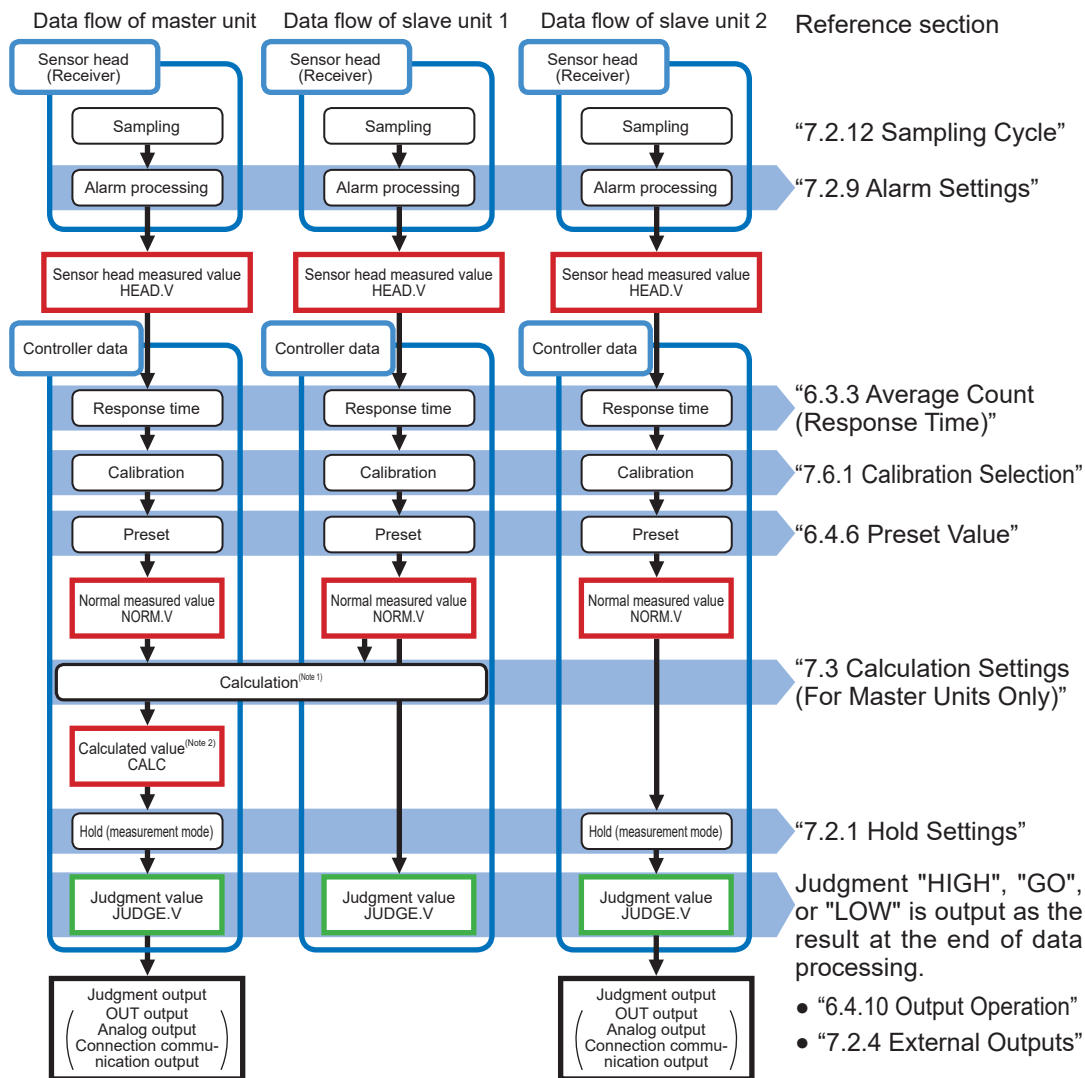 Data flow of master unit
Data flow of slave unit 1
Data flow of slave unit 2
Reference section
Sensor head
(Receiver)
Sensor head
(Receiver)
Sensor head
(Receiver)
Sampling
Sampling
Sampling
“7.2.12 Sampling Cycle”
Alarm processing
Alarm processing
Alarm processing
“7.2.9 Alarm Settings”
Sensor head measured value
HEAD.V
Sensor head measured value
HEAD.V
Sensor head measured value
HEAD.V
Controller data
Controller data
Controller data
Response time
Response time
Response time
“6.3.3 Average Count
(Response Time)”
Calibration
Calibration
Calibration
“7.6.1 Calibration Selection”
Preset
Preset
Preset
“6.4.6 Preset Value”
Normal measured value
NORM.V
Normal measured value
NORM.V
Normal measured value
NORM.V
Calculation(Note 1)
“7.3 Calculation Settings
(For Master Units Only)”
Calculated value(Note 2)
CALC
Hold (measurement mode)
Hold (measurement mode)
“7.2.1 Hold Settings”
Judgment value
JUDGE.V
Judgment value
JUDGE.V
Judgment value
JUDGE.V
Judgment "HIGH", "GO",
or "LOW" is output as the
result at the end of data
processing.
● “6.4.10 Output Operation”
● “7.2.4 External Outputs”
Judgment output
OUT output
Analog output
Connection commu-
nication output
Judgment output
OUT output
Analog output
Connection commu-
nication output